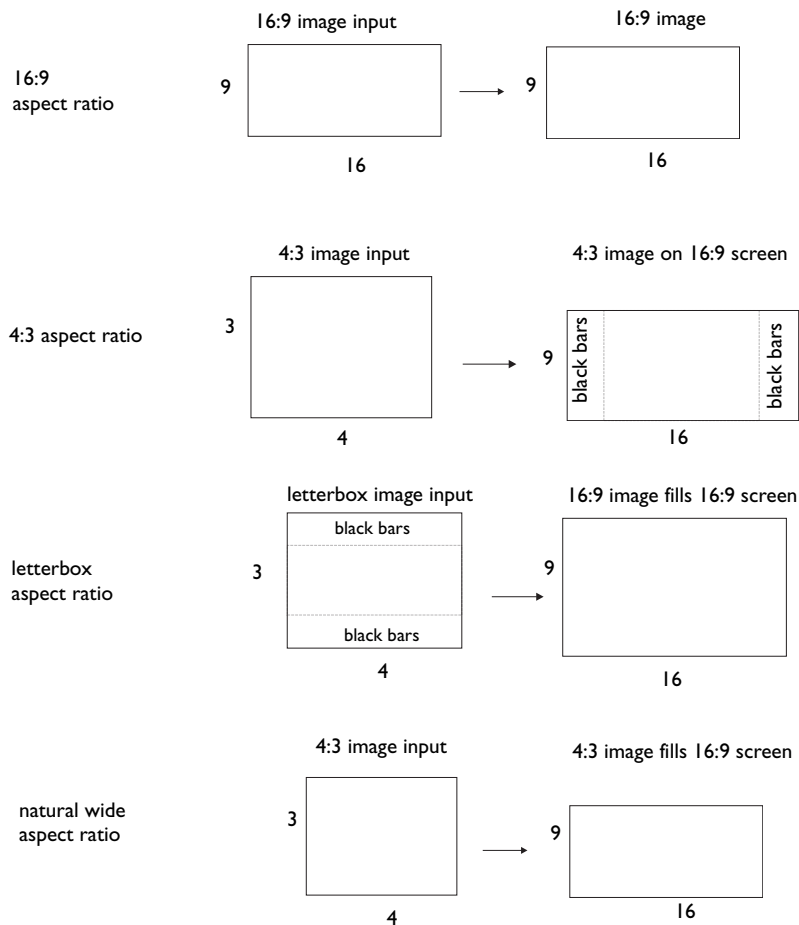 16:9 image input
16:9 image
16:9
aspect ratio
9
9
16
16
4:3 image input
4:3 image on 16:9 screen
4:3 aspect ratio
3
9
black bars
black bars
4
16
letterbox image input
16:9 image fills 16:9 screen
black bars
letterbox
aspect ratio
3
9
black bars
4
16
4:3 image input
4:3 image fills 16:9 screen
natural wide
aspect ratio
3
9
4
16